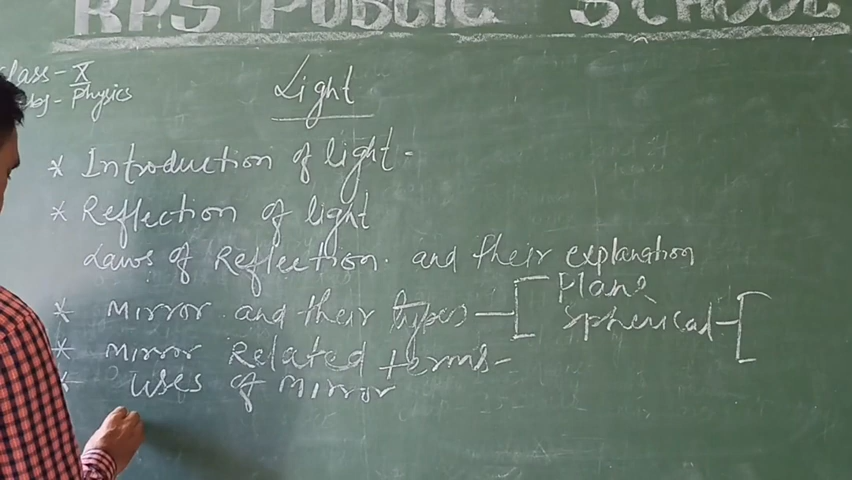 RPS PUBLIC SCHOOL
Class - X
Sbj - Physics
Light
* Introduction of light -
* Reflection of light
Laws of Reflection. and their explanation
* Mirror and their types — [ Plane
Spherical - [
* Mirror Related terms -
* Uses of Mirror